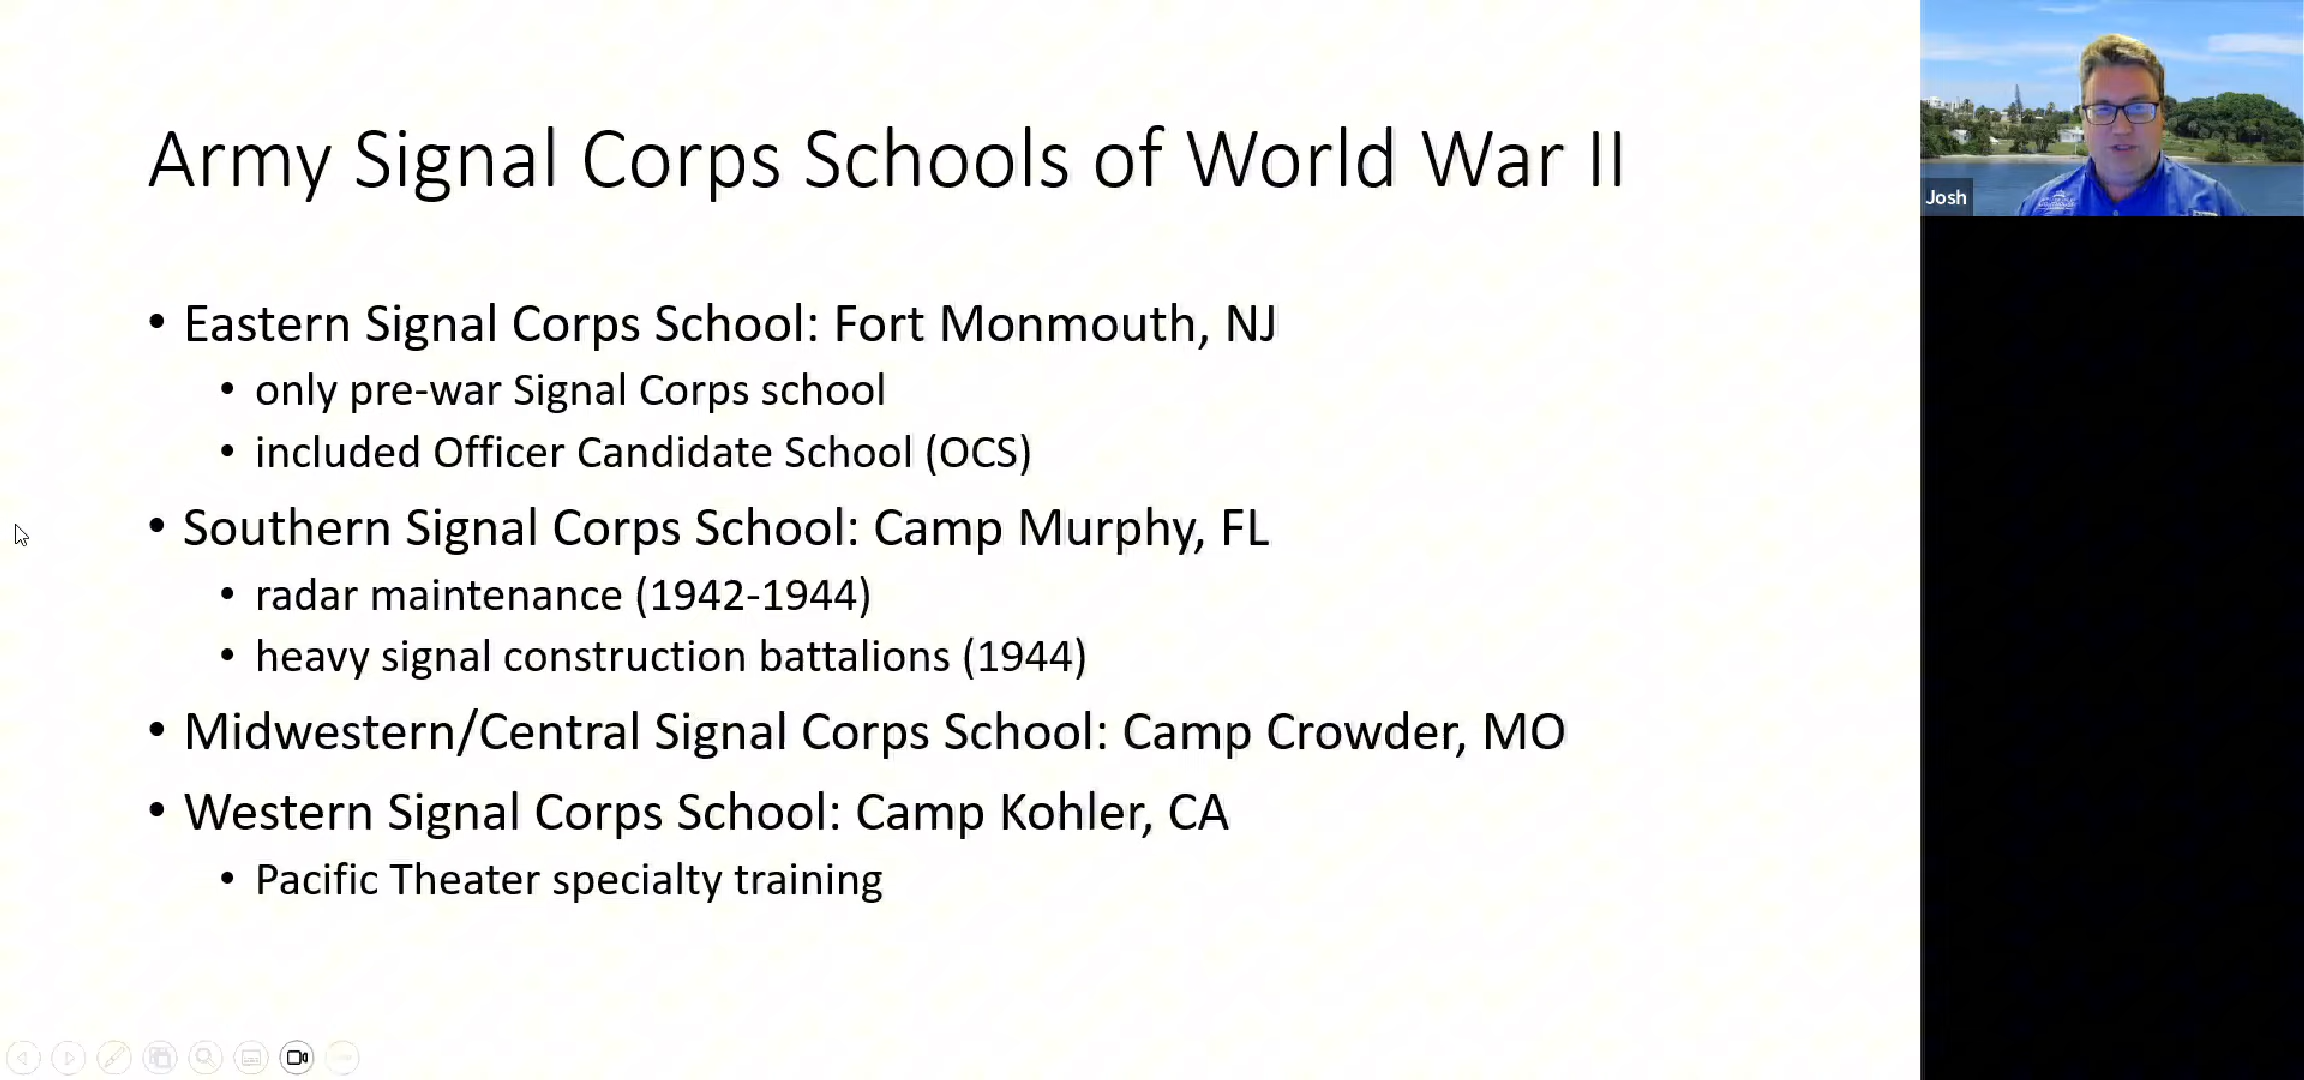 Army Signal Corps Schools of World War II
• Eastern Signal Corps School: Fort Monmouth, NJ
• only pre-war Signal Corps school
• included Officer Candidate School (OCS)
• Southern Signal Corps School: Camp Murphy, FL
• radar maintenance (1942-1944)
• heavy signal construction battalions (1944)
• Midwestern/Central Signal Corps School: Camp Crowder, MO
• Western Signal Corps School: Camp Kohler, CA
• Pacific Theater specialty training
Josh